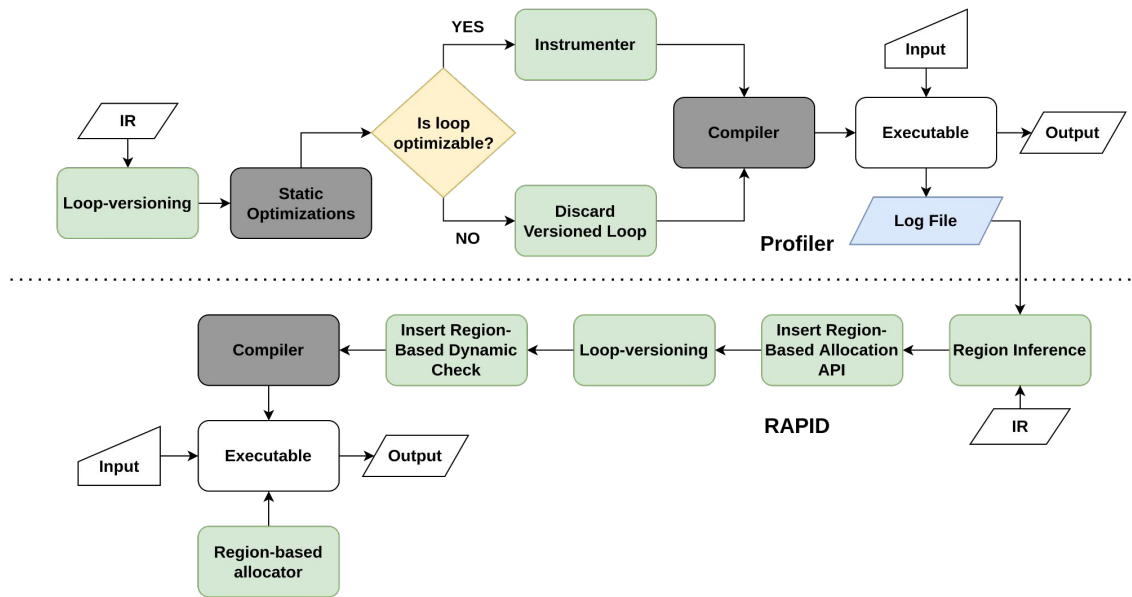 YES
Instrumenter
Input
IR
Is loop
optimizable?
Compiler
Executable
Output
Loop-versioning
Static
Optimizations
NO
Discard
Versioned Loop
Log File
Profiler
Compiler
Insert Region-
Based Dynamic
Check
Loop-versioning
Insert Region-
Based Allocation
API
Region Inference
RAPID
IR
Input
Executable
Output
Region-based
allocator